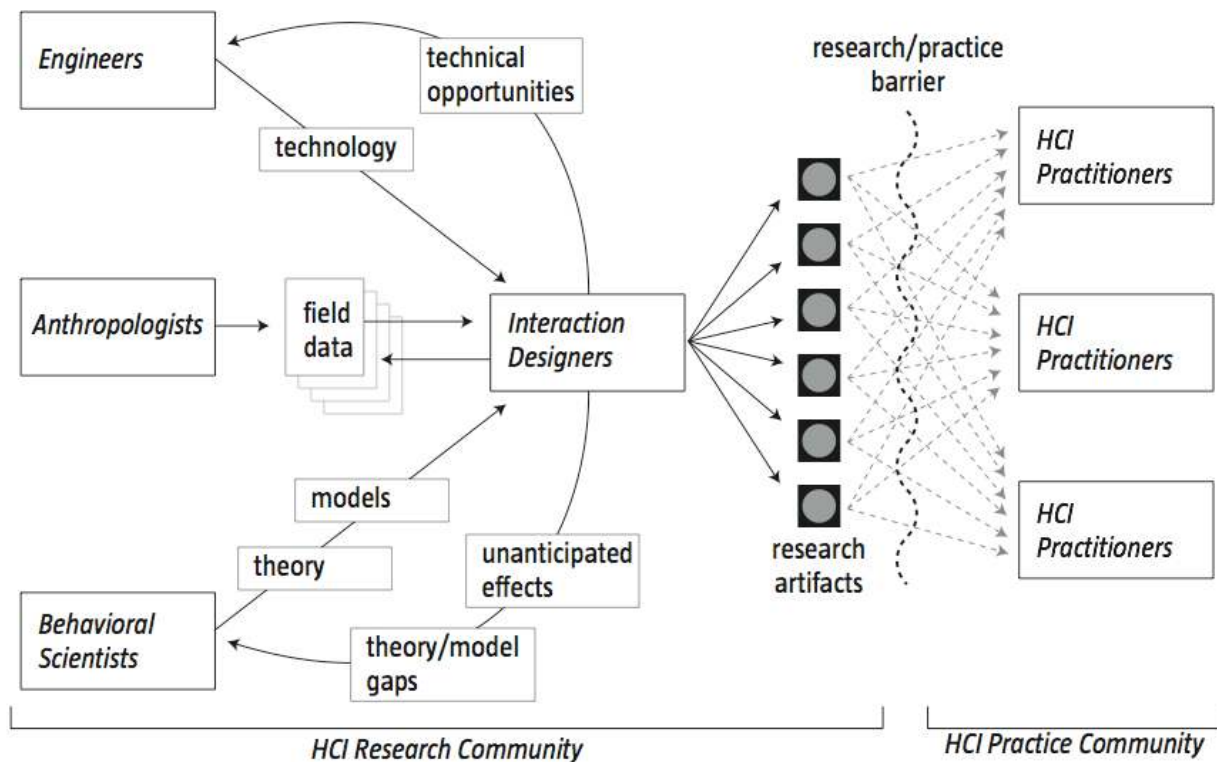 Engineers
technical
opportunities
technology
research/practice
barrier
HCI
Practitioners
Anthropologists
field
data
Interaction
Designers
HCI
Practitioners
models
theory
unanticipated
effects
research
artifacts
HCI
Practitioners
Behavioral
Scientists
theory/model
gaps
HCI Research Community
HCI Practice Community